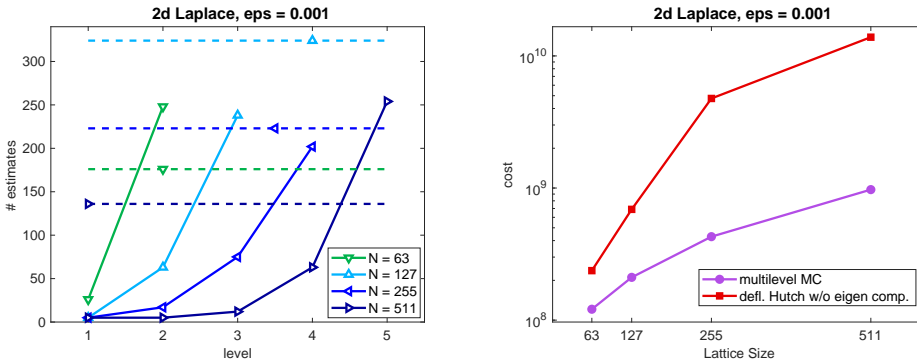 2d Laplace, eps = 0.001
# estimates
300
250
200
150
100
50
0
1
2
3
4
5
level
N = 63
N = 127
N = 255
N = 511
2d Laplace, eps = 0.001
cost
10^10
10^9
10^8
63
127
255
511
Lattice Size
multilevel MC
defl. Hutch w/o eigen comp.